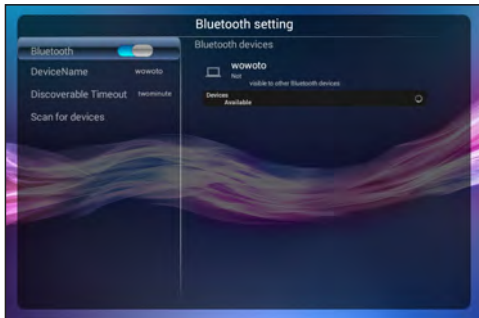 Bluetooth setting
Bluetooth
DeviceName wowoto
Discoverable Timeout twominute
Scan for devices
Bluetooth devices
wowoto
Not
visible to other Bluetooth devices
Devices
Available